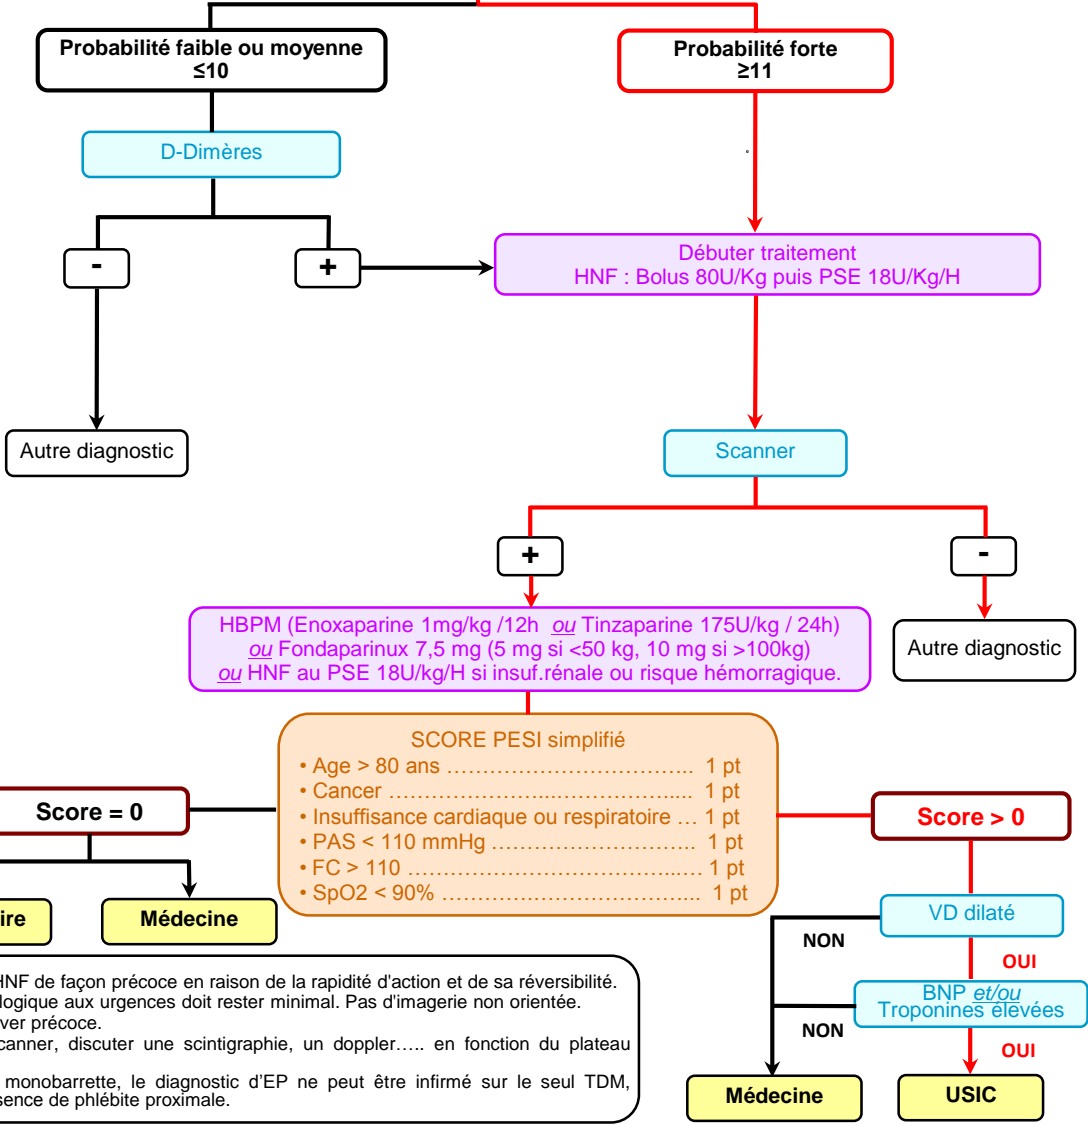 Probabilité faible ou moyenne
≤10
Probabilité forte
≥11
D-Dimères
-
+
Débuter traitement
HNF : Bolus 80U/Kg puis PSE 18U/Kg/H
Autre diagnostic
Scanner
+
-
HBPM (Enoxaparine 1mg/kg /12h ou Tinzaparine 175U/kg / 24h)
ou Fondaparinux 7,5 mg (5 mg si <50 kg, 10 mg si >100kg)
ou HNF au PSE 18U/kg/H si insuf.rénale ou risque hémorragique.
Autre diagnostic
SCORE PESI simplifié
• Age > 80 ans …………………………….. 1 pt
• Cancer ……………………………..... 1 pt
• Insuffisance cardiaque ou respiratoire … 1 pt
• PAS < 110 mmHg ………………………. 1 pt
• FC > 110 ……………………………..… 1 pt
• SpO2 < 90% ……………………………... 1 pt
Score = 0
Score > 0
ire
Médecine
VD dilaté
NON
OUI
BNP et/ou
Troponines élevées
NON
OUI
Médecine
USIC
HNF de façon précoce en raison de la rapidité d'action et de sa réversibilité.
logique aux urgences doit rester minimal. Pas d'imagerie non orientée.
ver précoce.
canner, discuter une scintigraphie, un doppler….. en fonction du plateau
monobarrette, le diagnostic d'EP ne peut être infirmé sur le seul TDM,
sence de phlébite proximale.